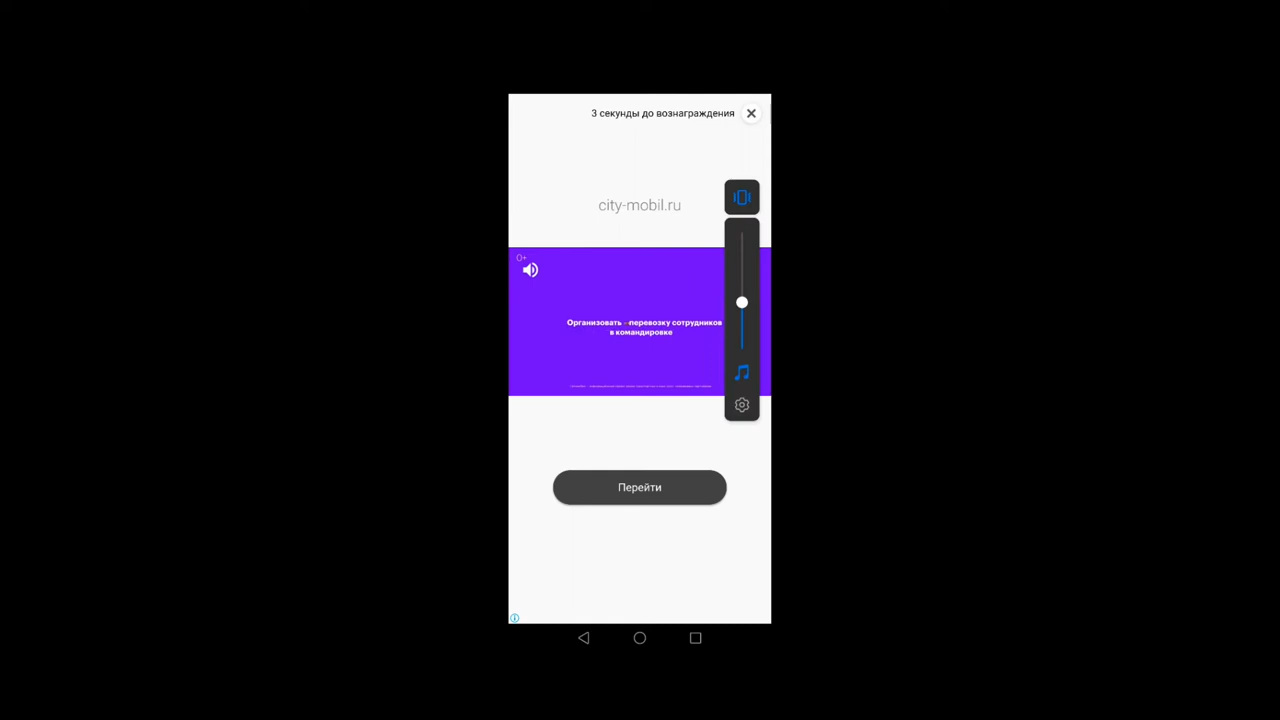 3 секунды до вознаграждения
city-mobil.ru
0+
Организовать – перевозку сотрудников
в командировке
Перейти